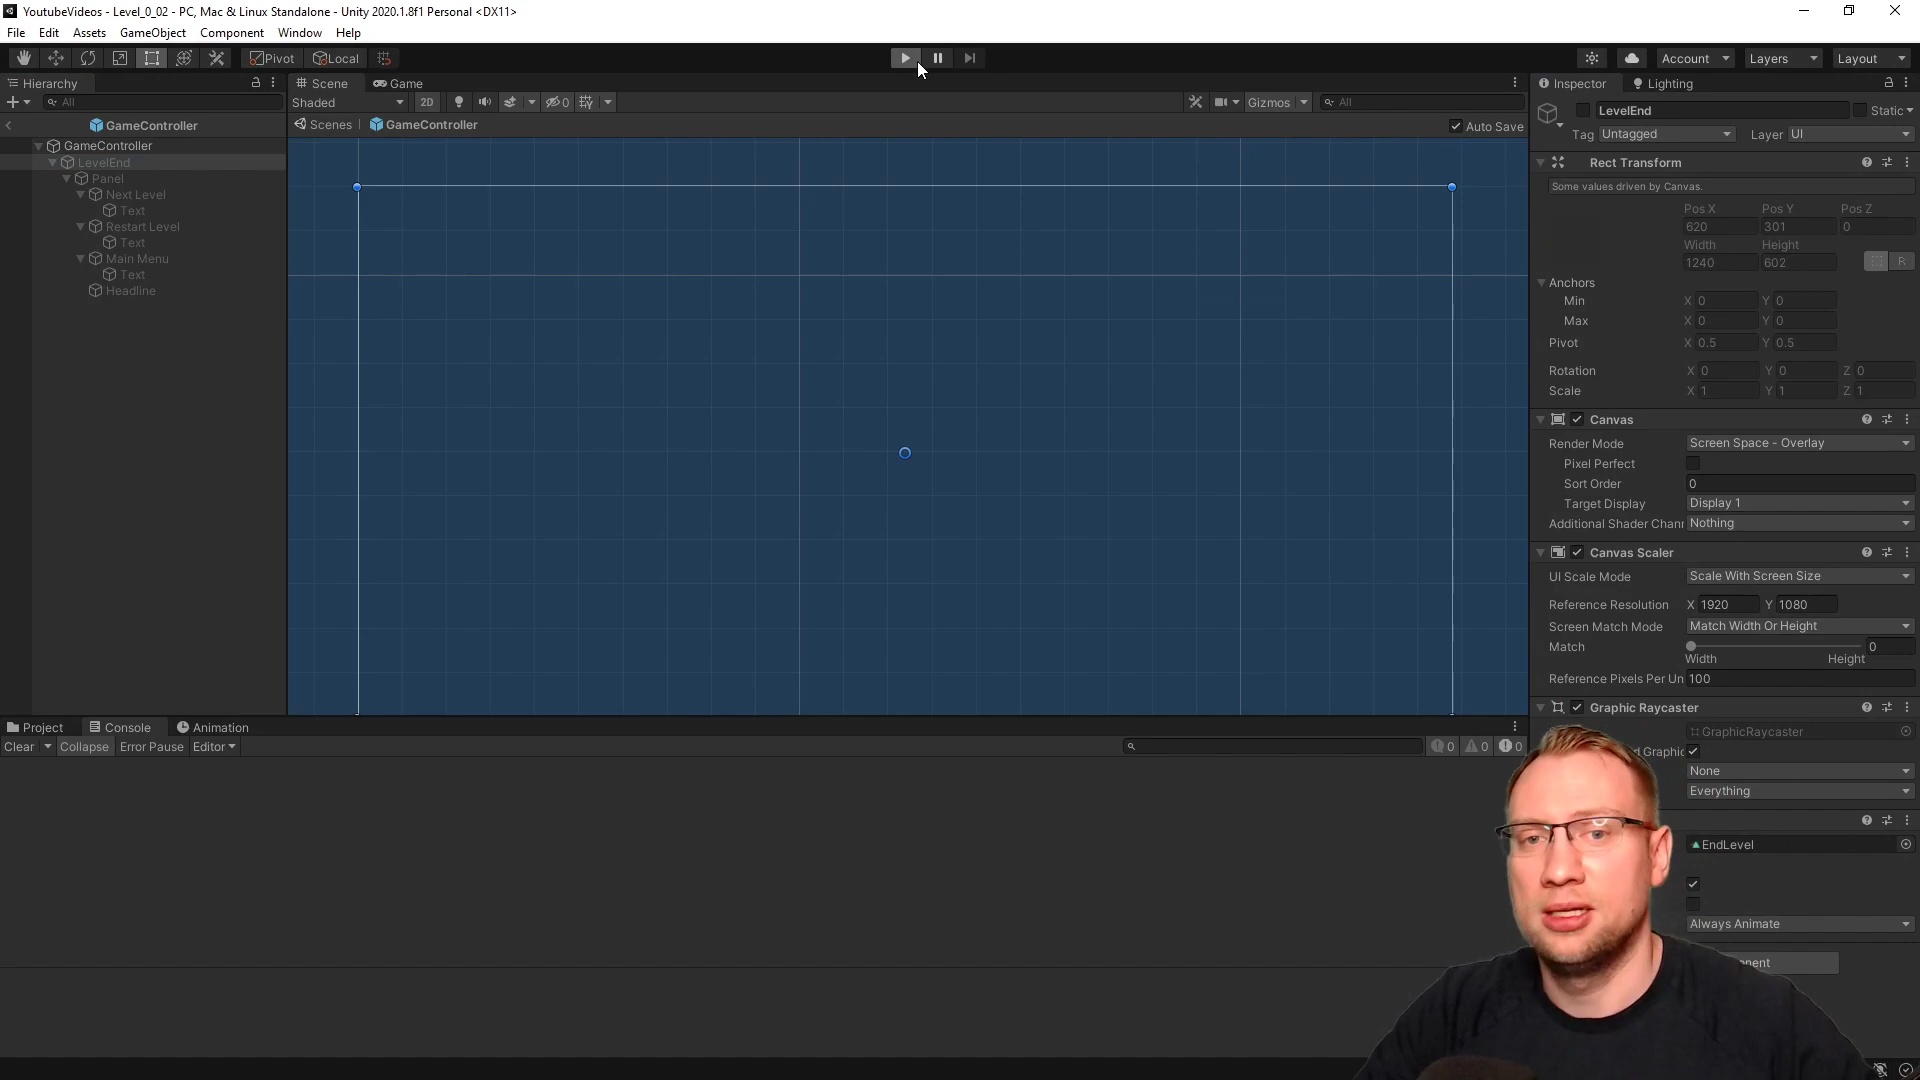 YoutubeVideos - Level_0_02 - PC, Mac & Linux Standalone - Unity 2020.1.8f1 Personal <DX11>
File Edit Assets GameObject Component Window Help
Pivot Local Account Layers Layout
Hierarchy Scene Game Inspector Lighting
All Shaded 2D 0 Gizmos All LevelEnd Static
GameController Scenes GameController Auto Save
Tag Untagged Layer UI
GameController
LevelEnd
Panel
Next Level
Text
Restart Level
Text
Main Menu
Text
Headline
Rect Transform
Some values driven by Canvas.
Pos X Pos Y Pos Z
620 301 0
Width Height
1240 602 R
Anchors
Min X 0 Y 0
Max X 0 Y 0
Pivot X 0.5 Y 0.5
Rotation X 0 Y 0 Z 0
Scale X 1 Y 1 Z 1
Canvas
Render Mode Screen Space - Overlay
Pixel Perfect
Sort Order 0
Target Display Display 1
Additional Shader Chanr Nothing
Canvas Scaler
UI Scale Mode Scale With Screen Size
Reference Resolution X 1920 Y 1080
Screen Match Mode Match Width Or Height
Match 0
Width Height
Reference Pixels Per Un 100
Graphic Raycaster
GraphicRaycaster
d Graphic
None
Everything
EndLevel
Always Animate
onent
Project Console Animation
Clear Collapse Error Pause Editor 0 0 0